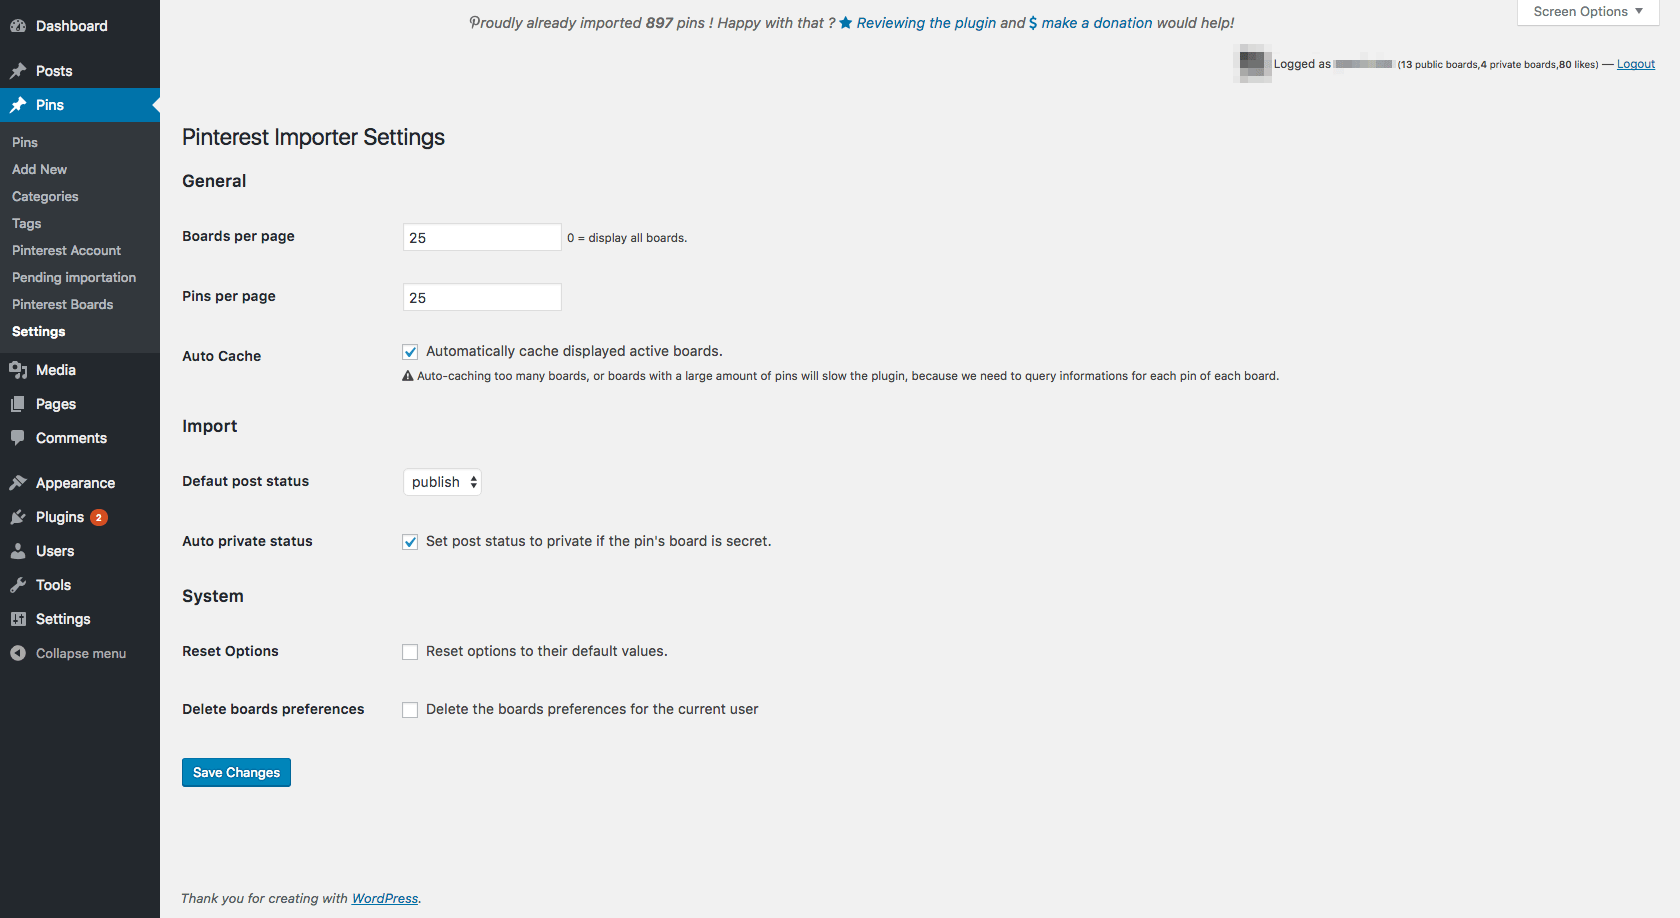 Dashboard
Posts
Pins
Pins
Add New
Categories
Tags
Pinterest Account
Pending importation
Pinterest Boards
Settings
Media
Pages
Comments
Appearance
Plugins 2
Users
Tools
Settings
Collapse menu
Proudly already imported 897 pins ! Happy with that ? Reviewing the plugin and $ make a donation would help!
Screen Options
Logged as (13 public boards,4 private boards,80 likes) — Logout
Pinterest Importer Settings
General
Boards per page 25 0 = display all boards.
Pins per page 25
Auto Cache Automatically cache displayed active boards.
Auto-caching too many boards, or boards with a large amount of pins will slow the plugin, because we need to query informations for each pin of each board.
Import
Defaut post status publish
Auto private status Set post status to private if the pin's board is secret.
System
Reset Options Reset options to their default values.
Delete boards preferences Delete the boards preferences for the current user
Save Changes
Thank you for creating with WordPress.